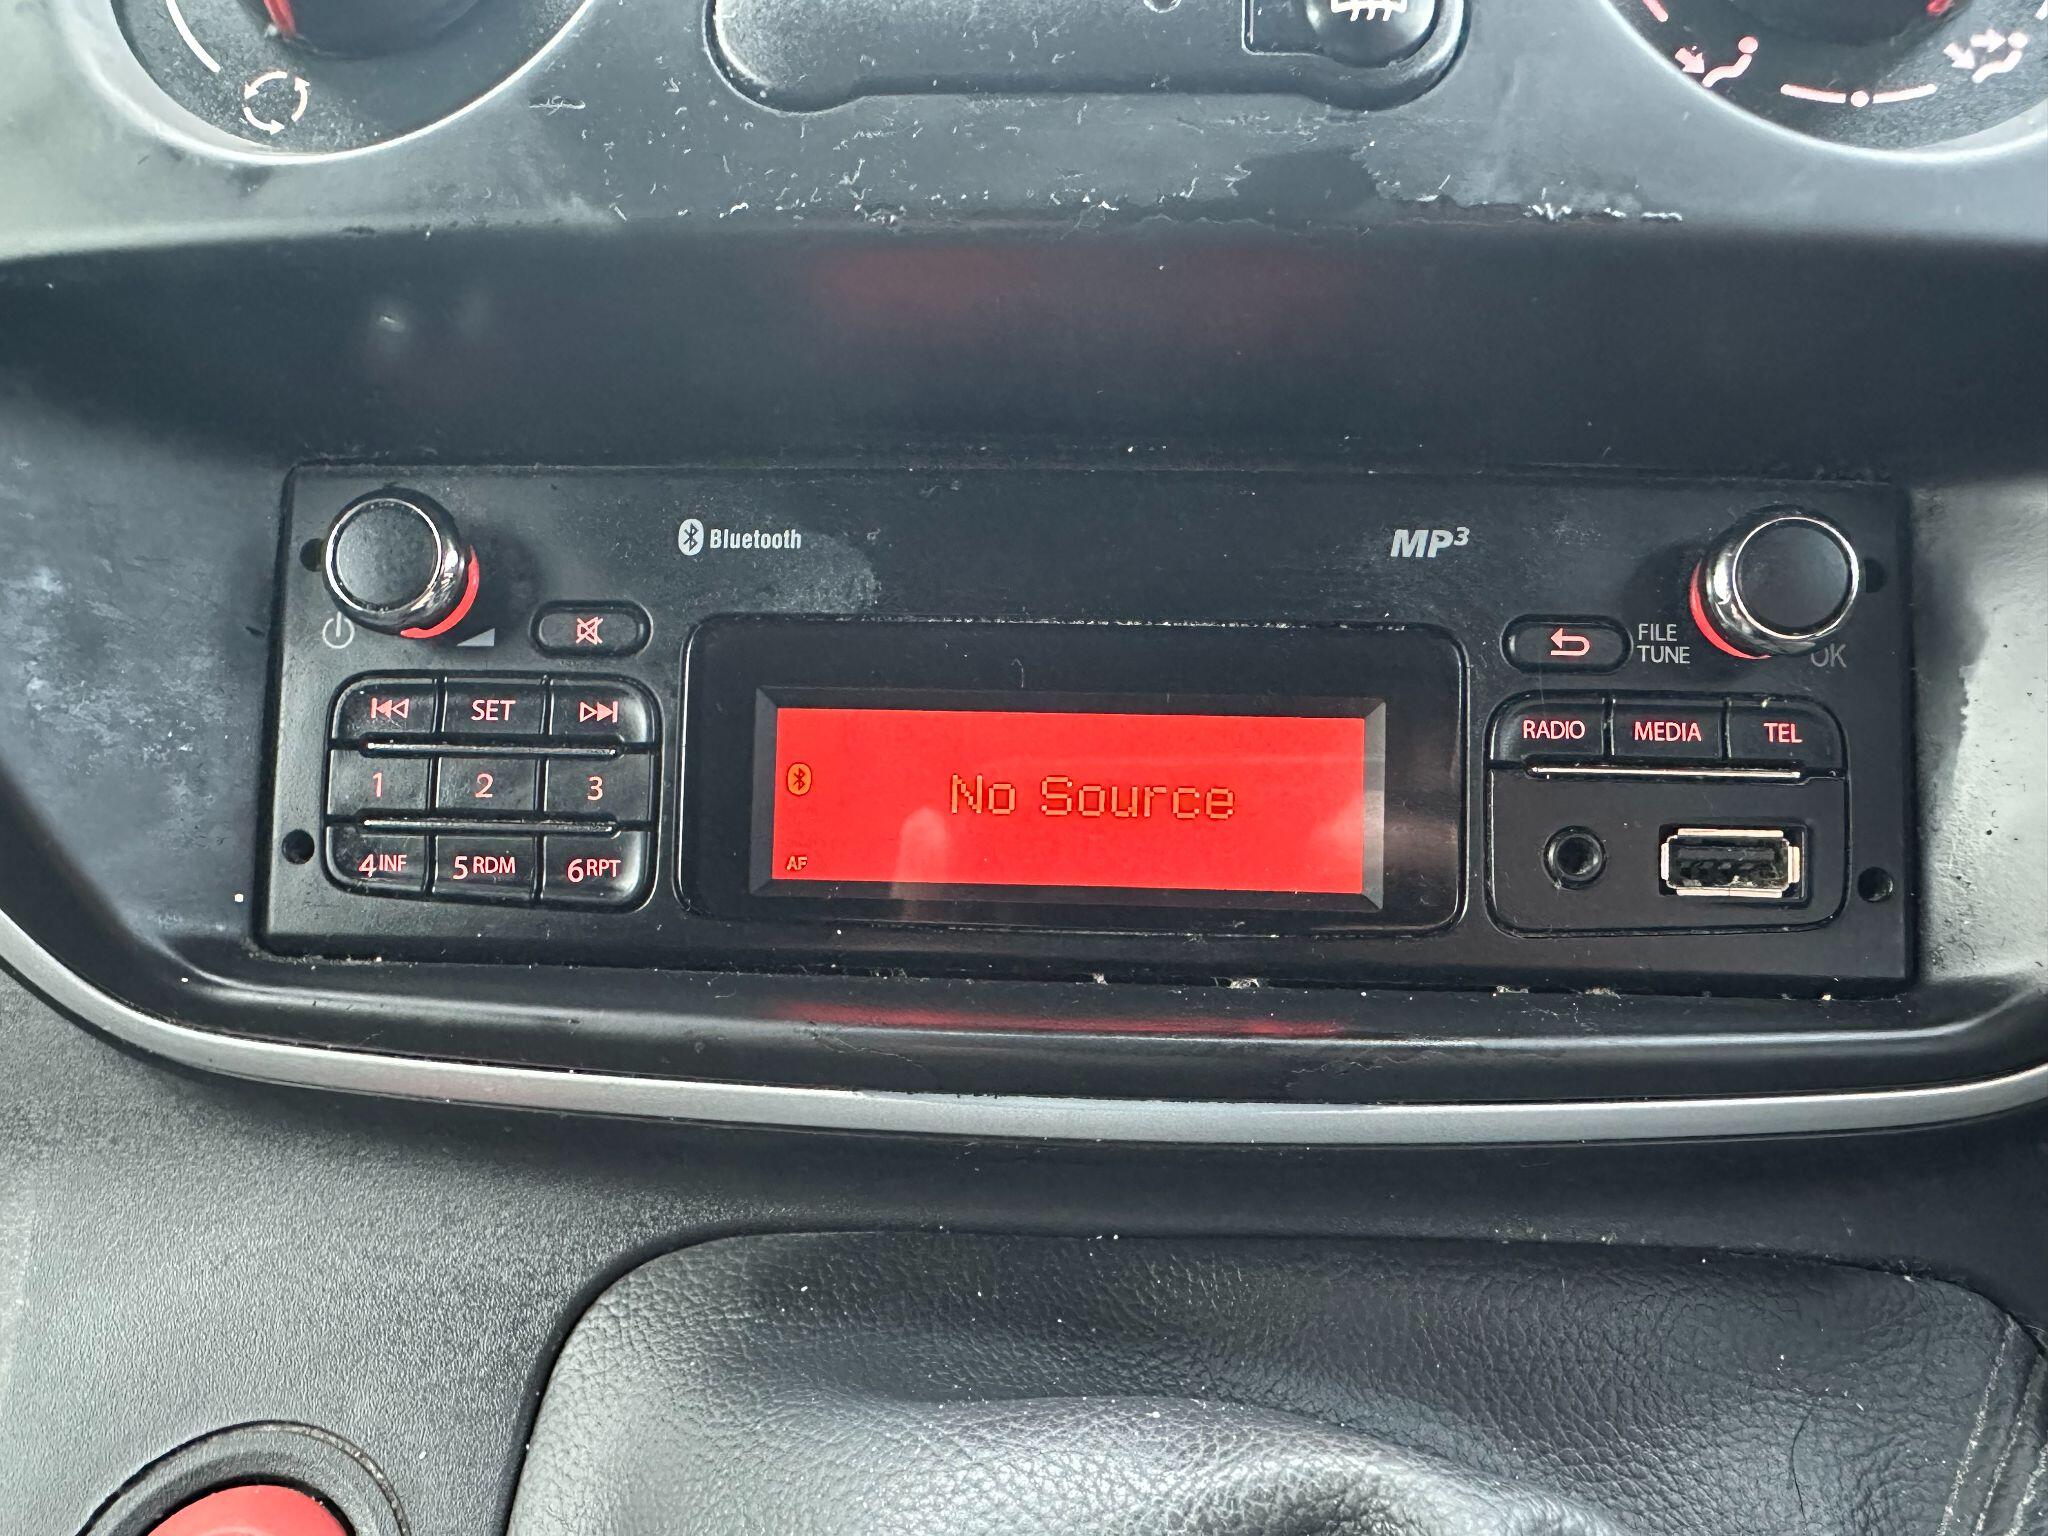 Bluetooth
MP3
FILE
TUNE
OK
SET
RADIO
MEDIA
TEL
1
2
3
4 INF
5 RDM
6 RPT
No Source
AF